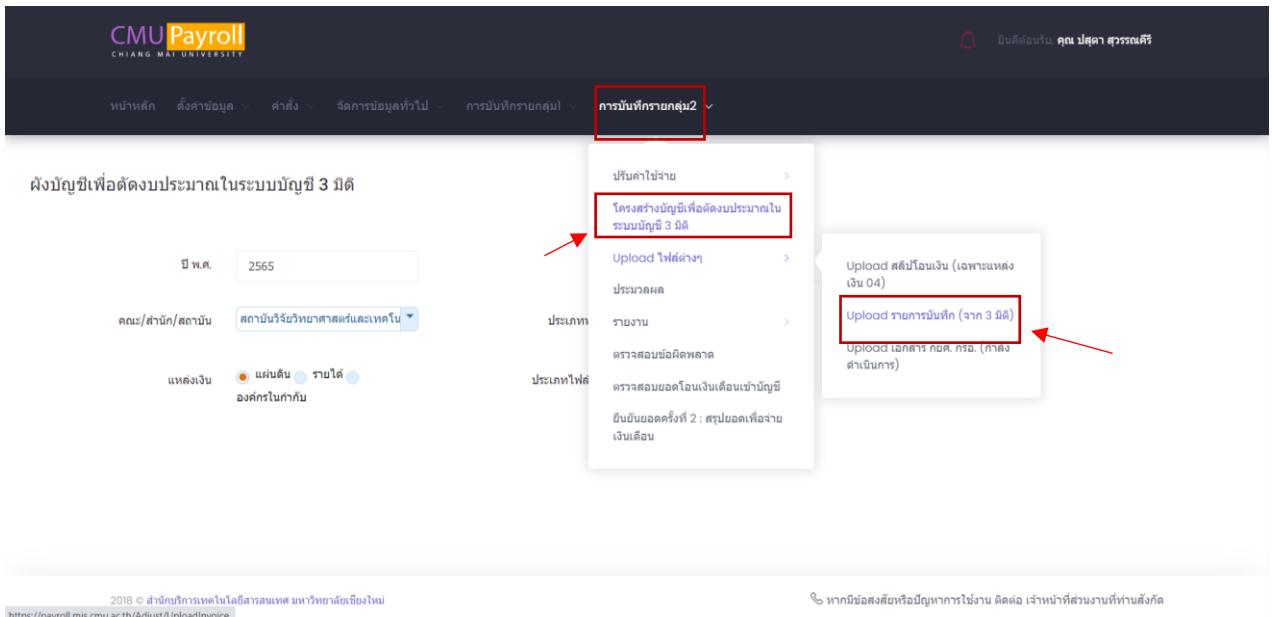 CMU Payroll
CHIANG MAI UNIVERSITY
ยินดีต้อนรับ, คุณ ปสุตา สุวรรณคีรี
หน้าหลัก ตั้งค่าข้อมูล คำสั่ง จัดการข้อมูลทั่วไป การบันทึกรายกลุ่ม1 การบันทึกรายกลุ่ม2
ผังบัญชีเพื่อตัดงบประมาณในระบบบัญชี 3 มิติ
ปรับค่าใช้จ่าย
โครงสร้างบัญชีเพื่อตัดงบประมาณใน
ระบบบัญชี 3 มิติ
Upload ไฟล์ต่างๆ
ประมวลผล
รายงาน
ตรวจสอบข้อผิดพลาด
ตรวจสอบยอดโอนเงินเดือนเข้าบัญชี
ยืนยันยอดครั้งที่ 2 : สรุปยอดเพื่อจ่าย
เงินเดือน
Upload สลิปโอนเงิน (เฉพาะแหล่ง
เงิน 04)
Upload รายการบันทึก (จาก 3 มิติ)
Upload เอกสาร กยศ. กรอ. (กำลัง
ดำเนินการ)
ปี พ.ศ. 2565
คณะ/สำนัก/สถาบัน สถาบันวิจัยวิทยาศาสตร์และเทคโน
แหล่งเงิน แผ่นดิน รายได้
องค์กรในกำกับ
ประเภท
ประเภทไฟล์
2018 © สำนักบริการเทคโนโลยีสารสนเทศ มหาวิทยาลัยเชียงใหม่
หากมีข้อสงสัยหรือปัญหาการใช้งาน ติดต่อ เจ้าหน้าที่ส่วนงานที่ท่านสังกัด
https://payroll.mis.cmu.ac.th/Adjust/UploadInvoice